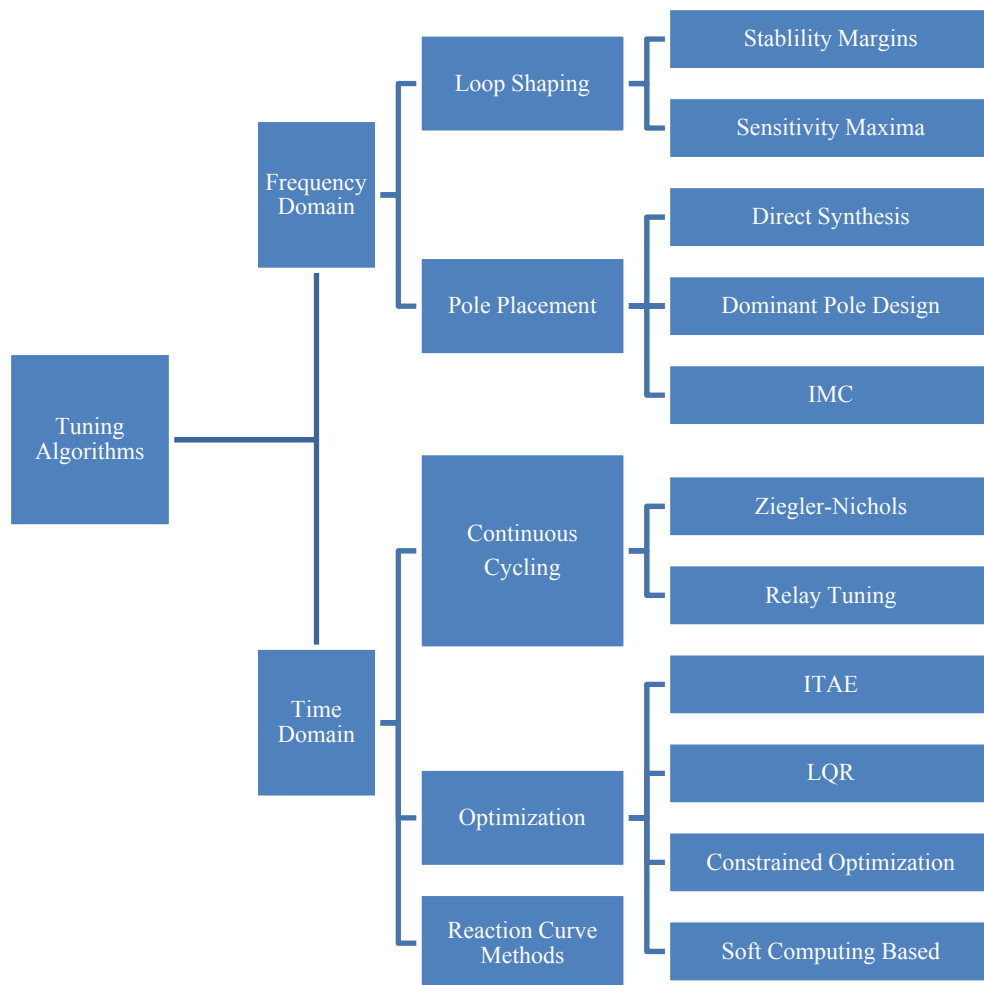 Tuning
Algorithms
Frequency
Domain
Loop Shaping
Stablility Margins
Sensitivity Maxima
Pole Placement
Direct Synthesis
Dominant Pole Design
IMC
Time
Domain
Continuous
Cycling
Ziegler-Nichols
Relay Tuning
Optimization
ITAE
LQR
Constrained Optimization
Soft Computing Based
Reaction Curve
Methods